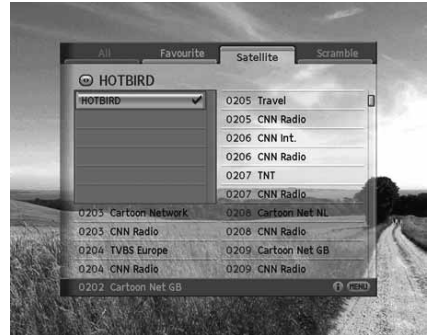 All Favourite Satellite Scramble
HOTBIRD
HOTBIRD
0203 Cartoon Network
0203 CNN Radio
0204 TVBS Europe
0204 CNN Radio
0205 Travel
0205 CNN Radio
0206 CNN Int.
0206 CNN Radio
0207 TNT
0207 CNN Radio
0208 Cartoon Net NL
0208 CNN Radio
0209 Cartoon Net GB
0209 CNN Radio
0202 Cartoon Net GB
i MENU